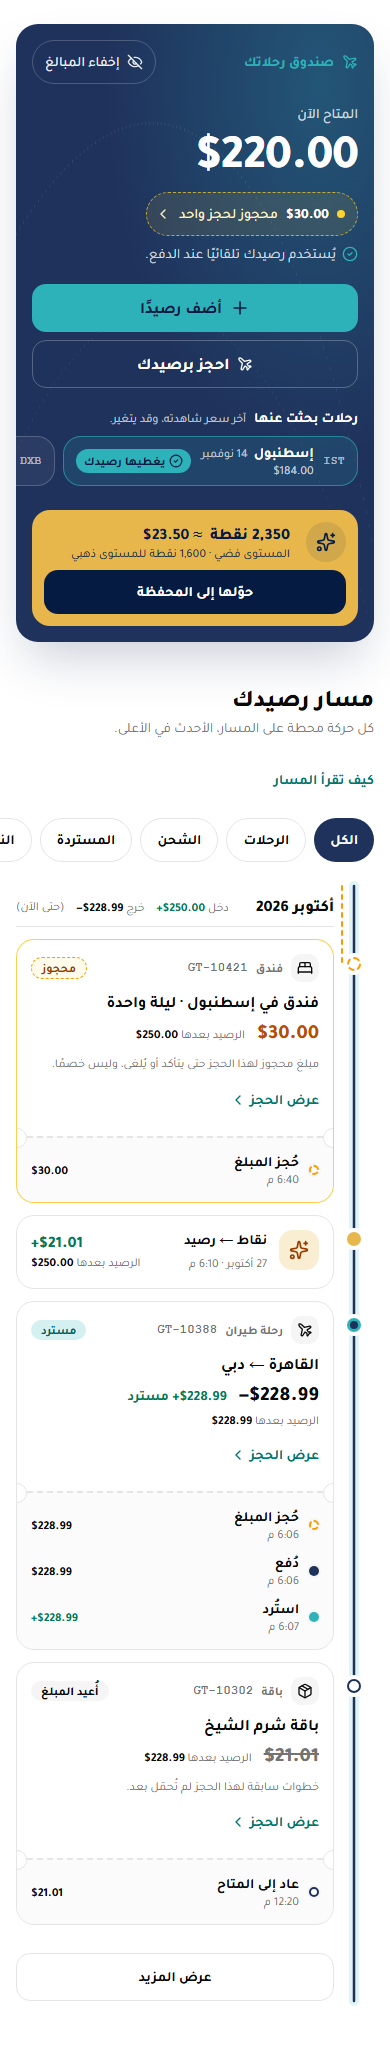 صندوق رحلاتك
إخفاء المبالغ
المتاح الآن
$220.00
$30.00 محجوز لحجز واحد
يُستخدم رصيدك تلقائيًا عند الدفع.
أضف رصيدًا
احجز برصيدك
رحلات بحثت عنها آخر سعر شاهدته، وقد يتغير.
IST إسطنبول 14 نوفمبر
$184.00
يغطيها رصيدك
DXB
2,350 نقطة ≈ $23.50
المستوى فضي · 1,600 نقطة للمستوى ذهبي
حوّلها إلى المحفظة
مسار رصيدك
كل حركة محطة على المسار، الأحدث في الأعلى.
كيف تقرأ المسار
الكل
الرحلات
الشحن
المستردة
أكتوبر 2026
دخل +$250.00 خرج −$228.99 (حتى الآن)
فندق GT-10421
محجوز
فندق في إسطنبول · ليلة واحدة
$30.00 الرصيد بعدها $250.00
مبلغ محجوز لهذا الحجز حتى يتأكد أو يُلغى، وليس خصمًا.
عرض الحجز
حُجز المبلغ
6:40 م
$30.00
نقاط ← رصيد
27 أكتوبر · 6:10 م
+$21.01
الرصيد بعدها $250.00
رحلة طيران GT-10388
مسترد
القاهرة ← دبي
−$228.99 +$228.99 مسترد
الرصيد بعدها $228.99
عرض الحجز
حُجز المبلغ
6:06 م
$228.99
دُفع
6:06 م
$228.99
استُرد
6:07 م
+$228.99
باقة GT-10302
أُعيد المبلغ
باقة شرم الشيخ
$21.01 الرصيد بعدها $228.99
خطوات سابقة لهذا الحجز لم تُحمّل بعد.
عرض الحجز
عاد إلى المتاح
12:20 م
$21.01
عرض المزيد